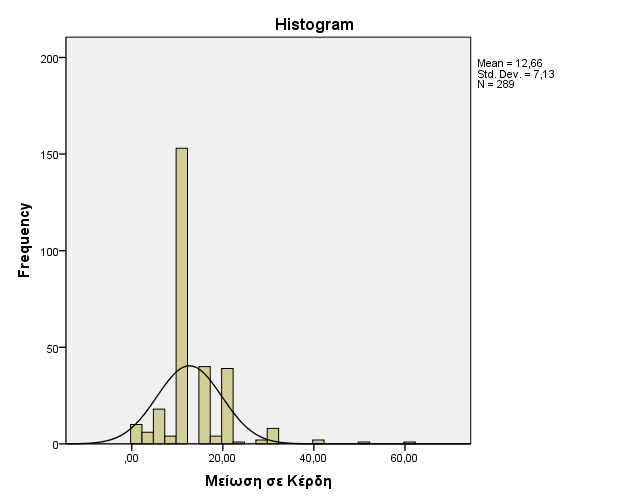 Histogram
Mean = 12,66
Std. Dev. = 7,13
N = 289
200
150
100
50
0
Frequency
,00
20,00
40,00
60,00
Μείωση σε Κέρδη